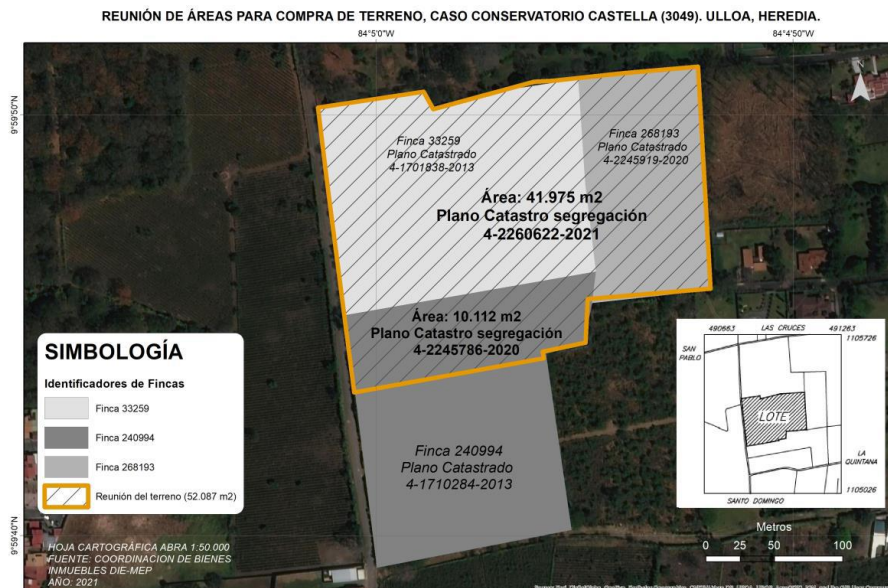 REUNIÓN DE ÁREAS PARA COMPRA DE TERRENO, CASO CONSERVATORIO CASTELLA (3049). ULLOA, HEREDIA.
84°5'0"W
84°4'50"W
9°59'50"N
9°59'40"N
Finca 33259
Plano Catastrado
4-1701838-2013
Finca 268193
Plano Catastrado
4-2245919-2020
Área: 41.975 m2
Plano Catastro segregación
4-2260622-2021
Área: 10.112 m2
Plano Catastro segregación
4-2245786-2020
Finca 240994
Plano Catastrado
4-1710284-2013
SIMBOLOGÍA
Identificadores de Fincas
Finca 33259
Finca 240994
Finca 268193
Reunión del terreno (52.087 m2)
HOJA CARTOGRÁFICA ABRA 1:50.000
FUENTE: COORDINACION DE BIENES
INMUEBLES DIE-MEP
AÑO: 2021
490663 LAS CRUCES 491263
1105726
SAN
PABLO
LOTE
LA
QUINTANA
1105026
SANTO DOMINGO
Metros
0 25 50 100